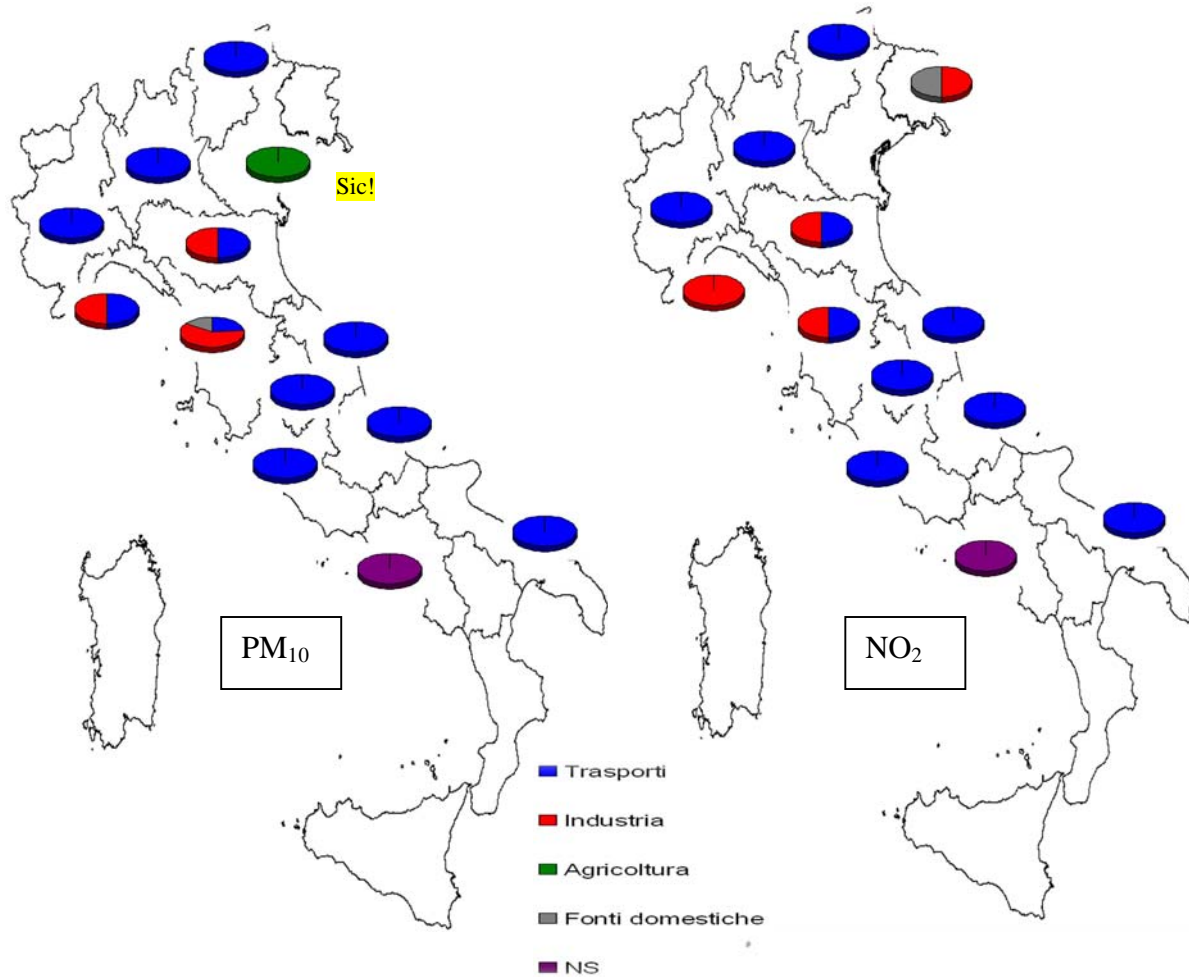 Sic!
PM₁₀
NO₂
Trasporti
Industria
Agricoltura
Fonti domestiche
NS